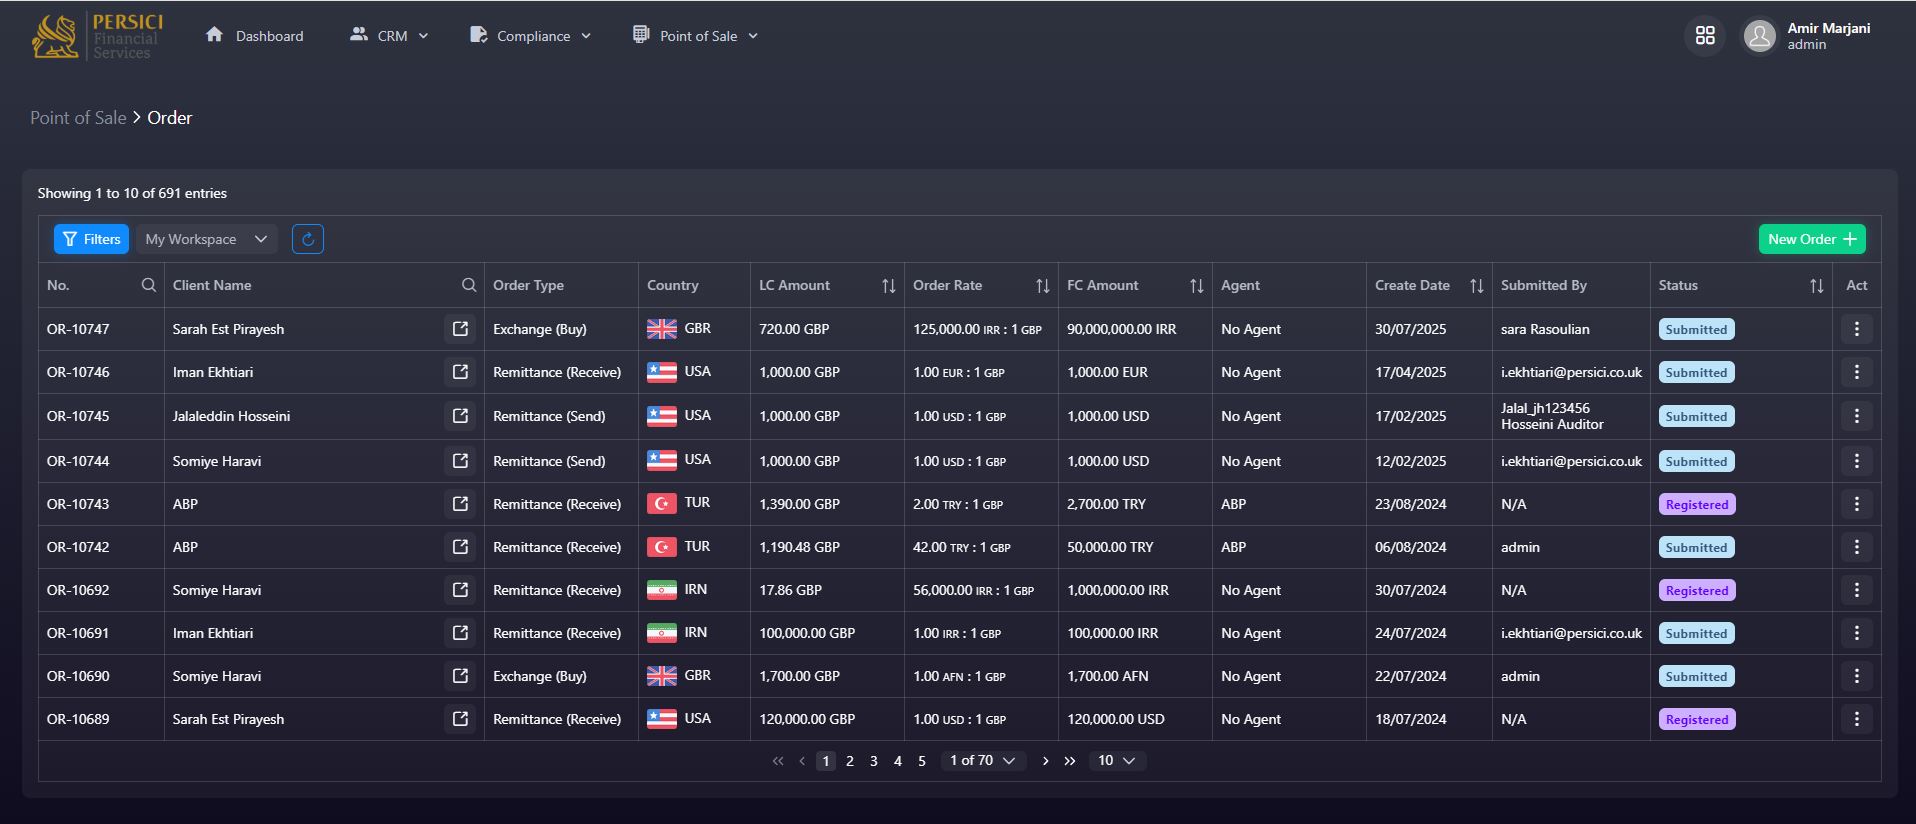 PERSICI
Financial
Services
Dashboard
CRM
Compliance
Point of Sale
Amir Marjani
admin
Point of Sale > Order
Showing 1 to 10 of 691 entries
Filters My Workspace New Order +
No. Client Name Order Type Country LC Amount Order Rate FC Amount Agent Create Date Submitted By Status Act
OR-10747 Sarah Est Pirayesh Exchange (Buy) GBR 720.00 GBP 125,000.00 IRR : 1 GBP 90,000,000.00 IRR No Agent 30/07/2025 sara Rasoulian Submitted
OR-10746 Iman Ekhtiari Remittance (Receive) USA 1,000.00 GBP 1.00 EUR : 1 GBP 1,000.00 EUR No Agent 17/04/2025 i.ekhtiari@persici.co.uk Submitted
OR-10745 Jalaleddin Hosseini Remittance (Send) USA 1,000.00 GBP 1.00 USD : 1 GBP 1,000.00 USD No Agent 17/02/2025 Jalal_jh123456 Hosseini Auditor Submitted
OR-10744 Somiye Haravi Remittance (Send) USA 1,000.00 GBP 1.00 USD : 1 GBP 1,000.00 USD No Agent 12/02/2025 i.ekhtiari@persici.co.uk Submitted
OR-10743 ABP Remittance (Receive) TUR 1,390.00 GBP 2.00 TRY : 1 GBP 2,700.00 TRY ABP 23/08/2024 N/A Registered
OR-10742 ABP Remittance (Receive) TUR 1,190.48 GBP 42.00 TRY : 1 GBP 50,000.00 TRY ABP 06/08/2024 admin Submitted
OR-10692 Somiye Haravi Remittance (Receive) IRN 17.86 GBP 56,000.00 IRR : 1 GBP 1,000,000.00 IRR No Agent 30/07/2024 N/A Registered
OR-10691 Iman Ekhtiari Remittance (Receive) IRN 100,000.00 GBP 1.00 IRR : 1 GBP 100,000.00 IRR No Agent 24/07/2024 i.ekhtiari@persici.co.uk Submitted
OR-10690 Somiye Haravi Exchange (Buy) GBR 1,700.00 GBP 1.00 AFN : 1 GBP 1,700.00 AFN No Agent 22/07/2024 admin Submitted
OR-10689 Sarah Est Pirayesh Remittance (Receive) USA 120,000.00 GBP 1.00 USD : 1 GBP 120,000.00 USD No Agent 18/07/2024 N/A Registered
« ‹ 1 2 3 4 5 1 of 70 › » 10